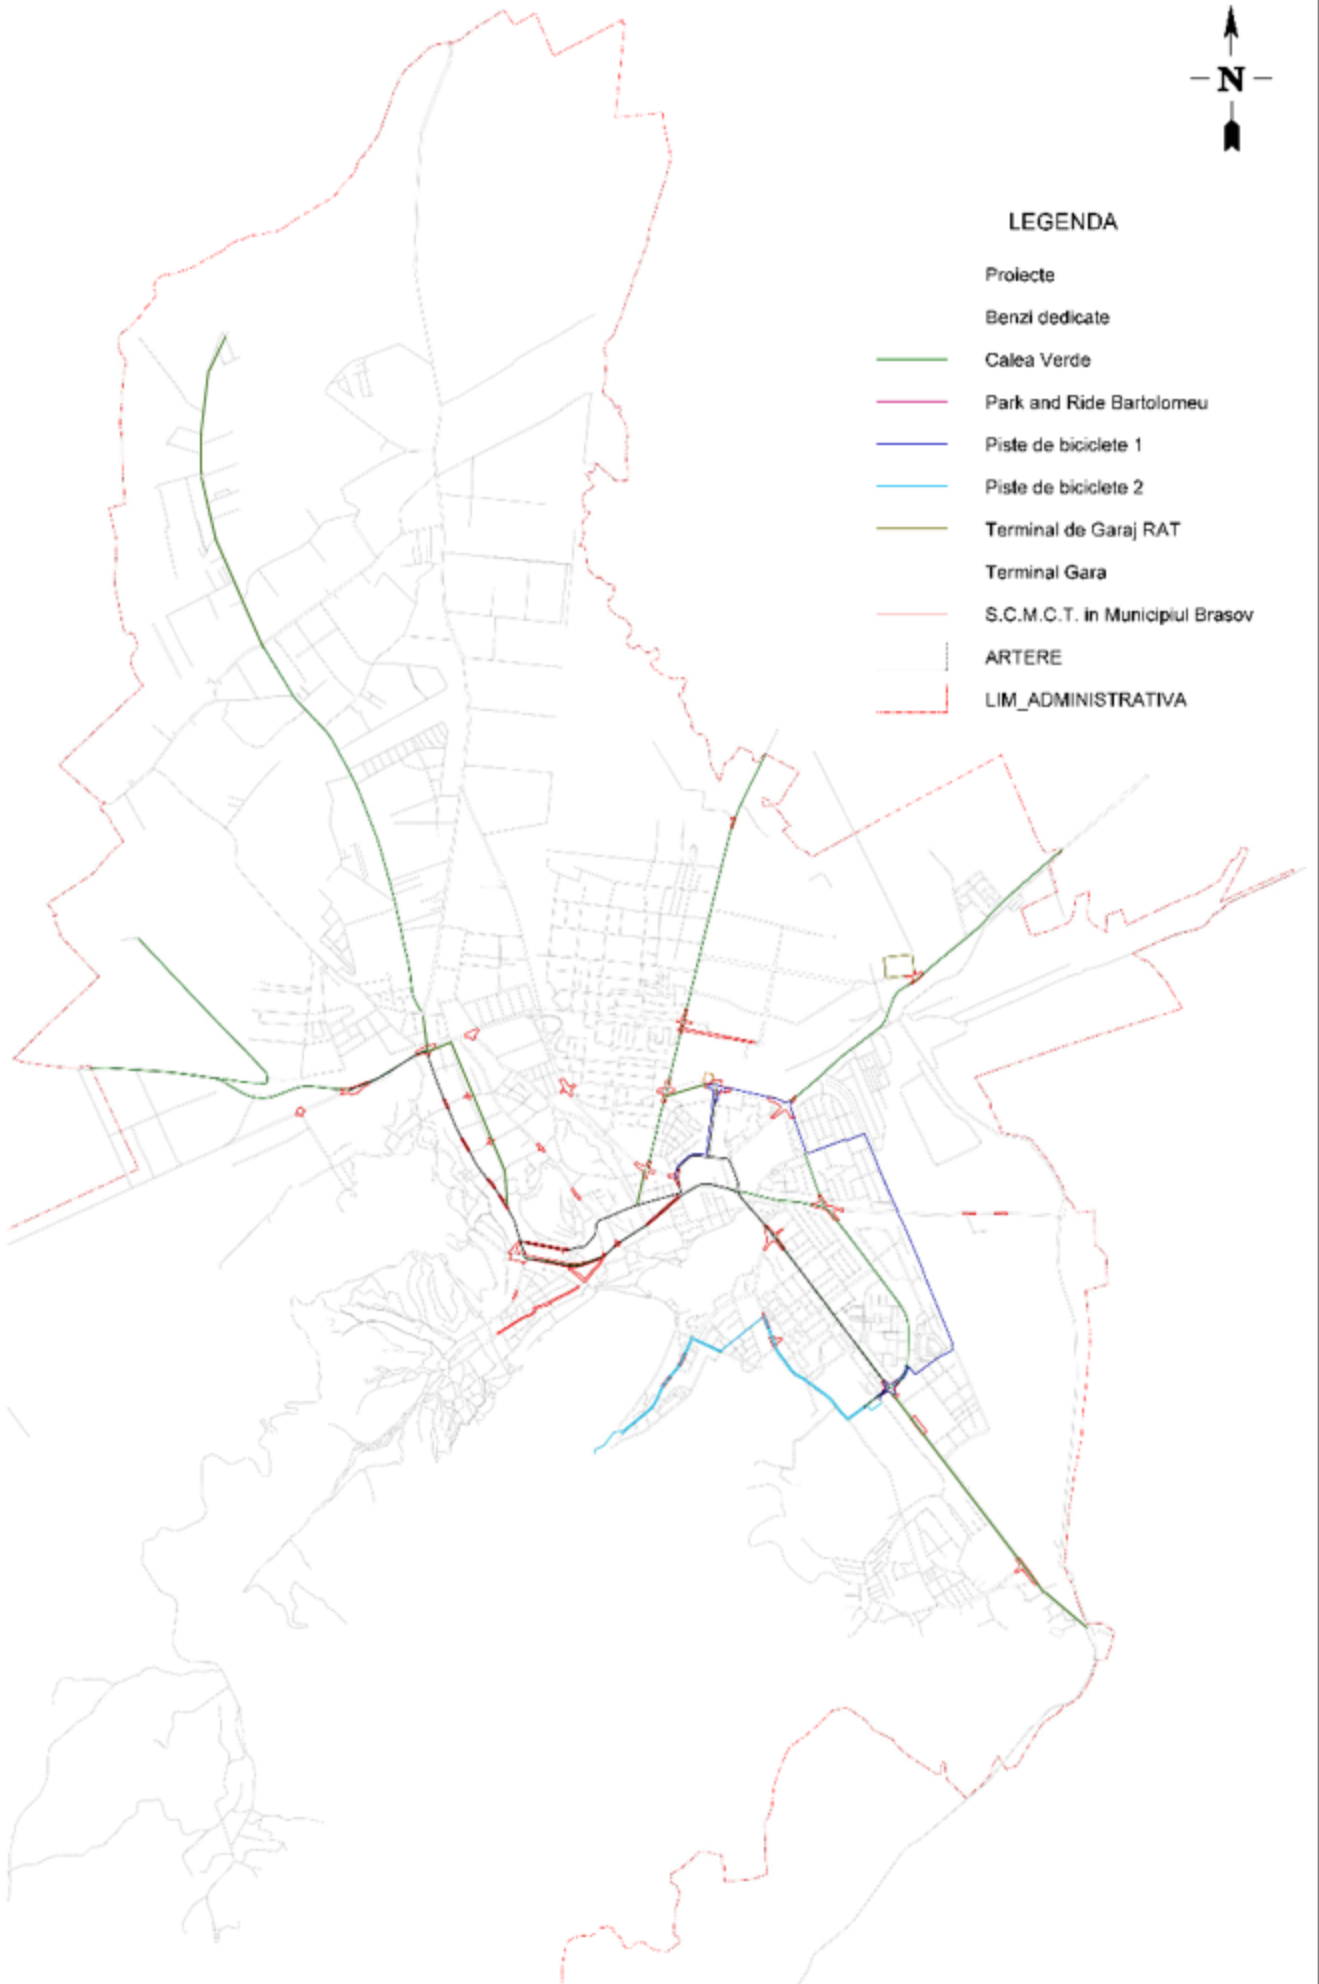 N
LEGENDA
Proiecte
Benzi dedicate
Calea Verde
Park and Ride Bartolomeu
Piste de biciclete 1
Piste de biciclete 2
Terminal de Garaj RAT
Terminal Gara
S.C.M.C.T. in Municipiul Brasov
ARTERE
LIM_ADMINISTRATIVA